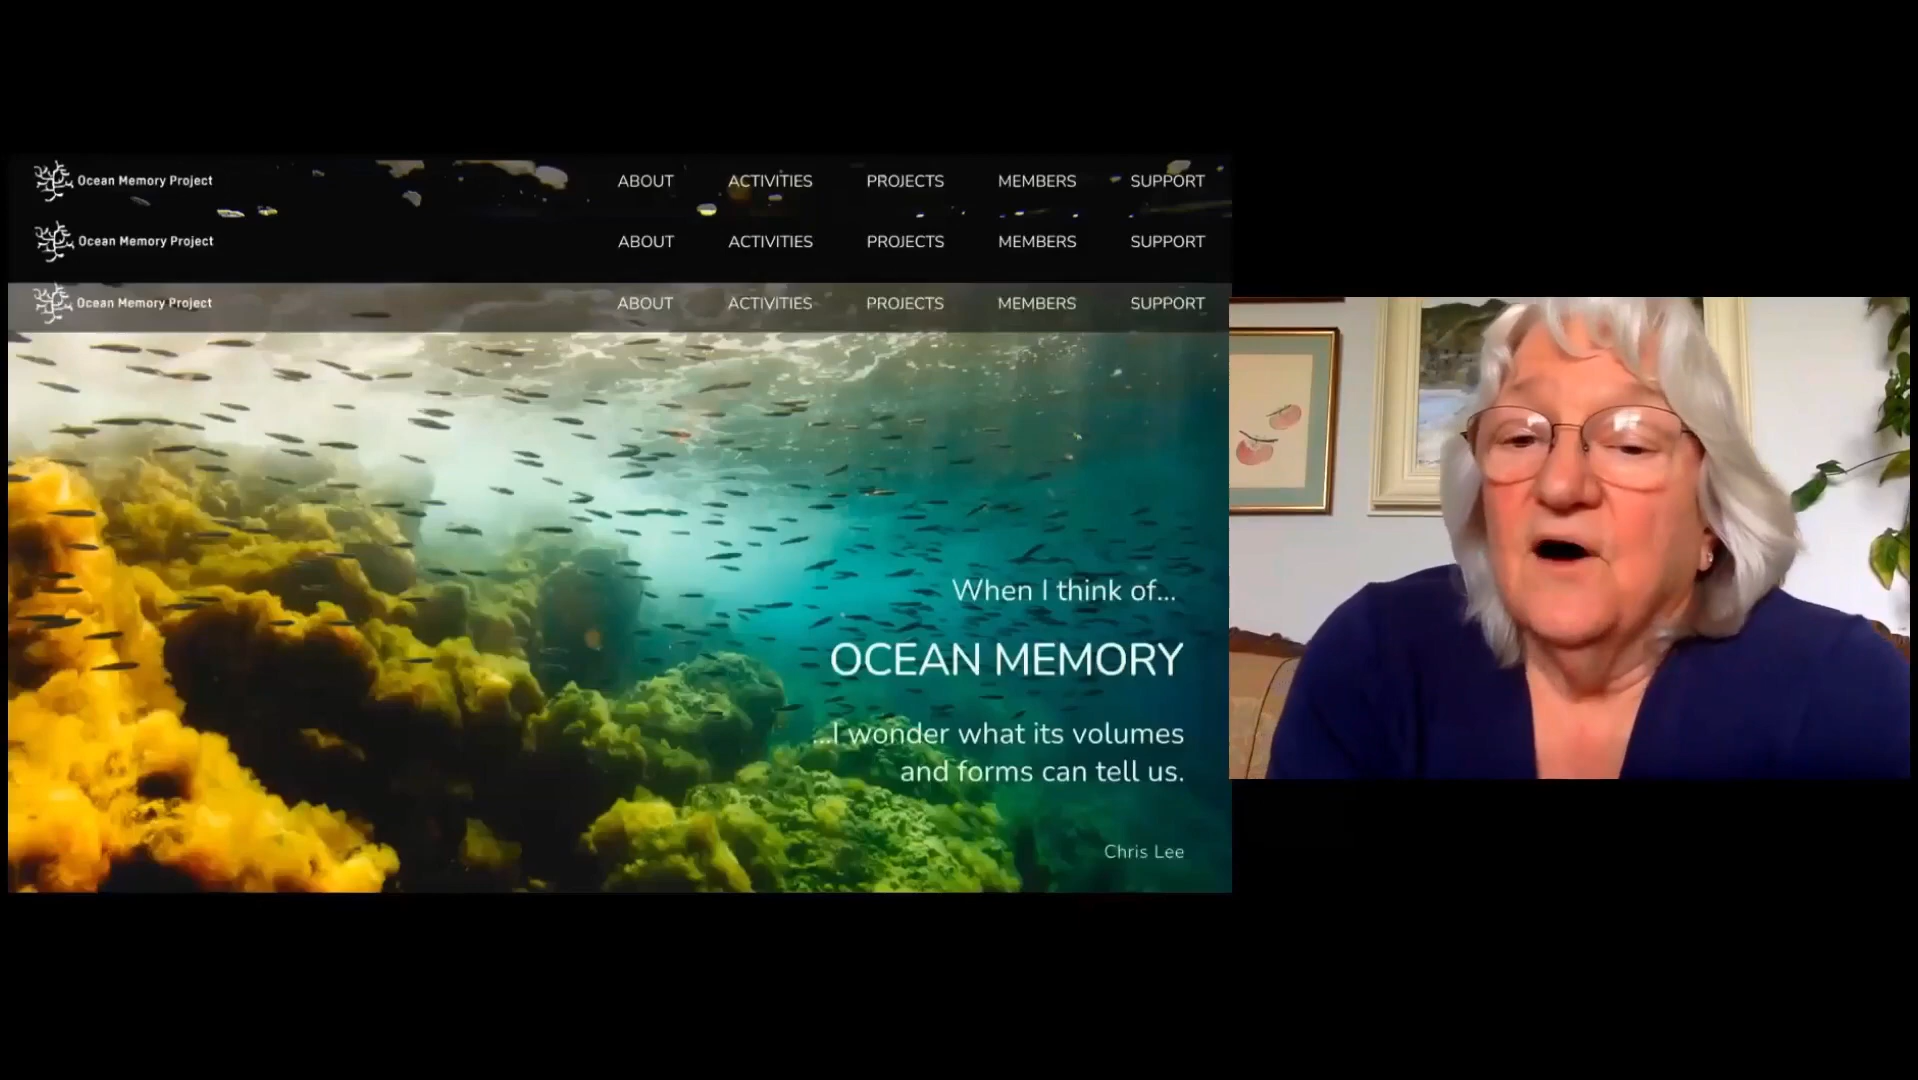 Ocean Memory Project ABOUT ACTIVITIES PROJECTS MEMBERS SUPPORT
Ocean Memory Project ABOUT ACTIVITIES PROJECTS MEMBERS SUPPORT
Ocean Memory Project ABOUT ACTIVITIES PROJECTS MEMBERS SUPPORT
When I think of...
OCEAN MEMORY
...I wonder what its volumes
and forms can tell us.
Chris Lee